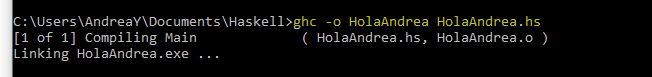 C:\Users\AndreaY\Documents\Haskell>ghc -o HolaAndrea HolaAndrea.hs
[1 of 1] Compiling Main             ( HolaAndrea.hs, HolaAndrea.o )
Linking HolaAndrea.exe ...